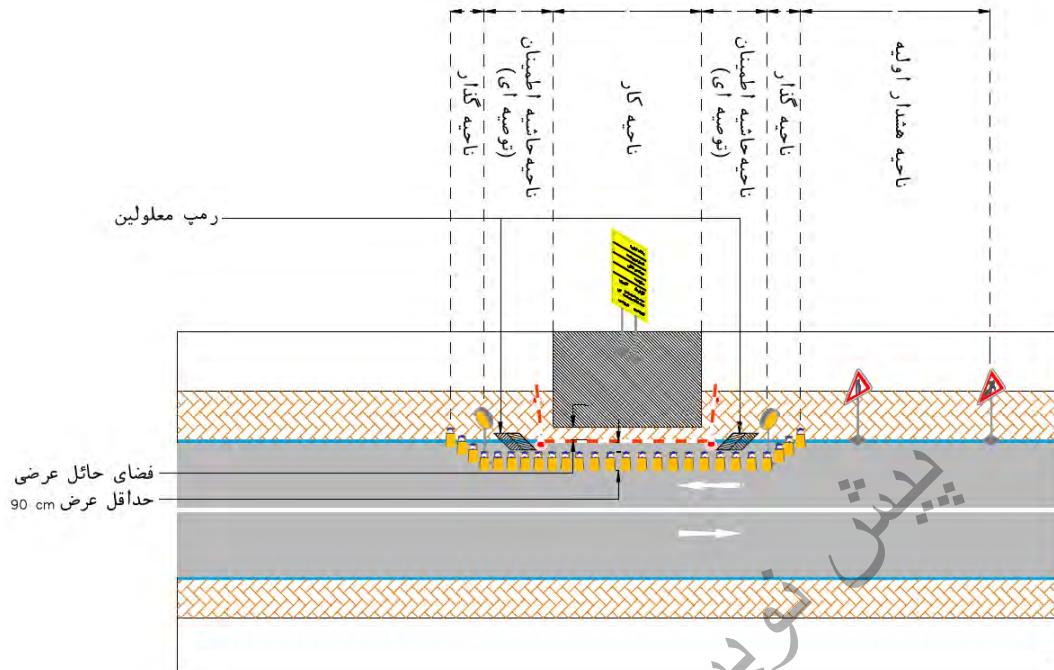 ناحیه هشدار اولیه
ناحیه گذار
ناحیه حاشیه اطمینان
(توصیه ای)
ناحیه کار
ناحیه حاشیه اطمینان
(توصیه ای)
ناحیه گذار
رمپ معلولین
فضای حائل عرضی
حداقل عرض 90 cm
پیش نویس